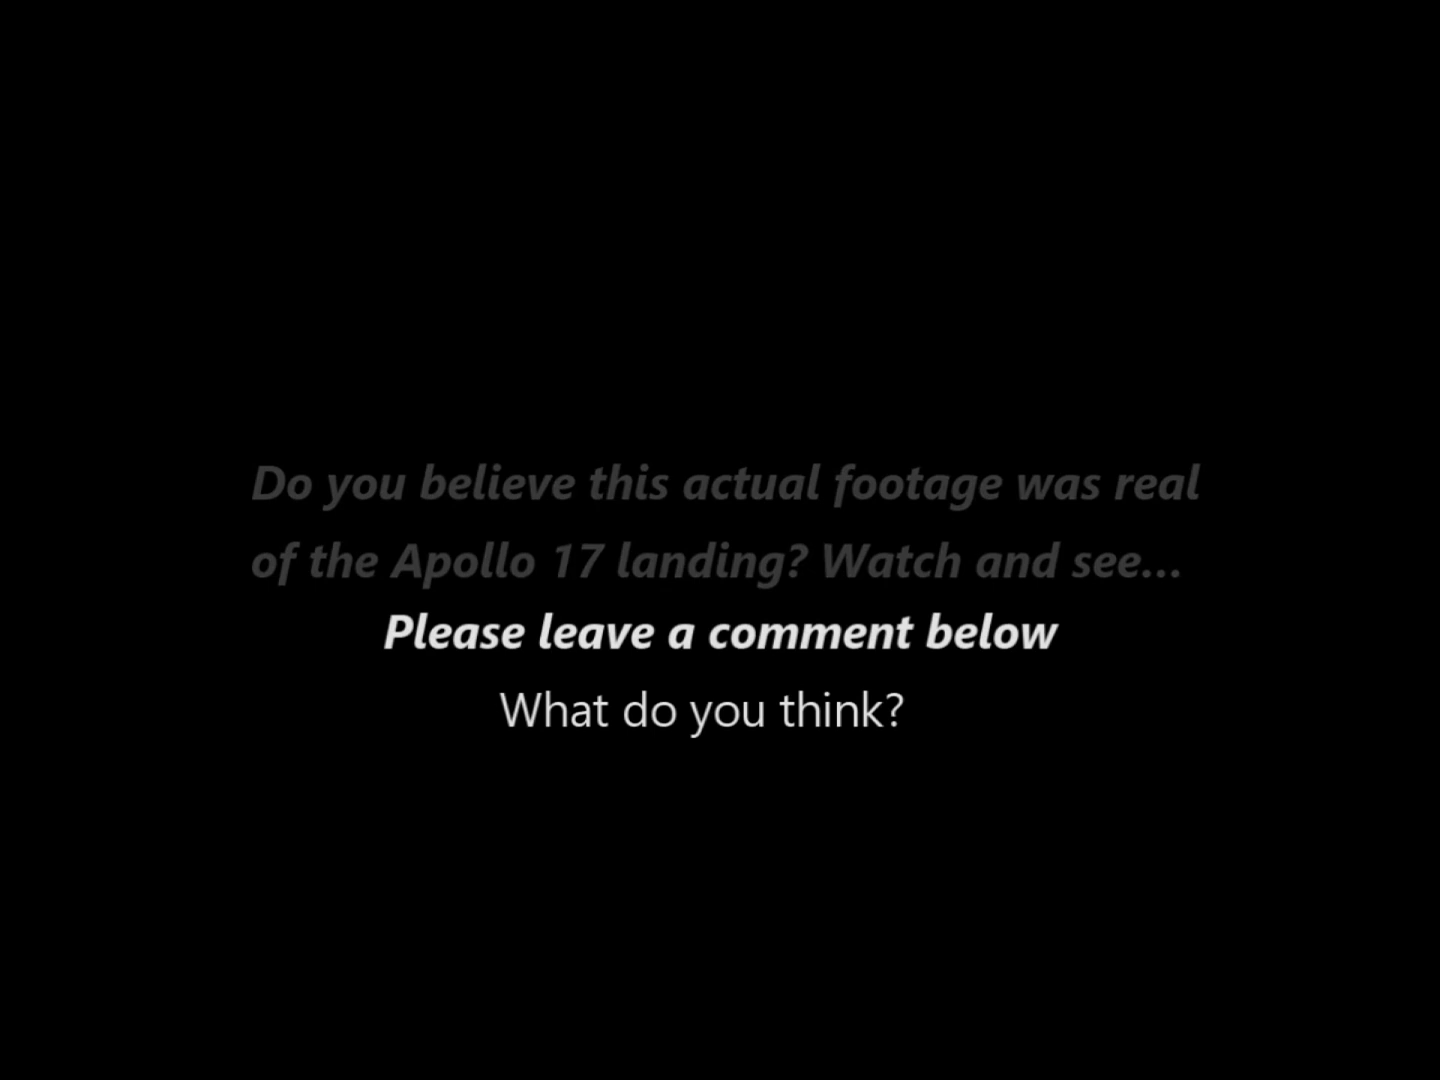 Do you believe this actual footage was real
of the Apollo 17 landing? Watch and see...
Please leave a comment below
What do you think?